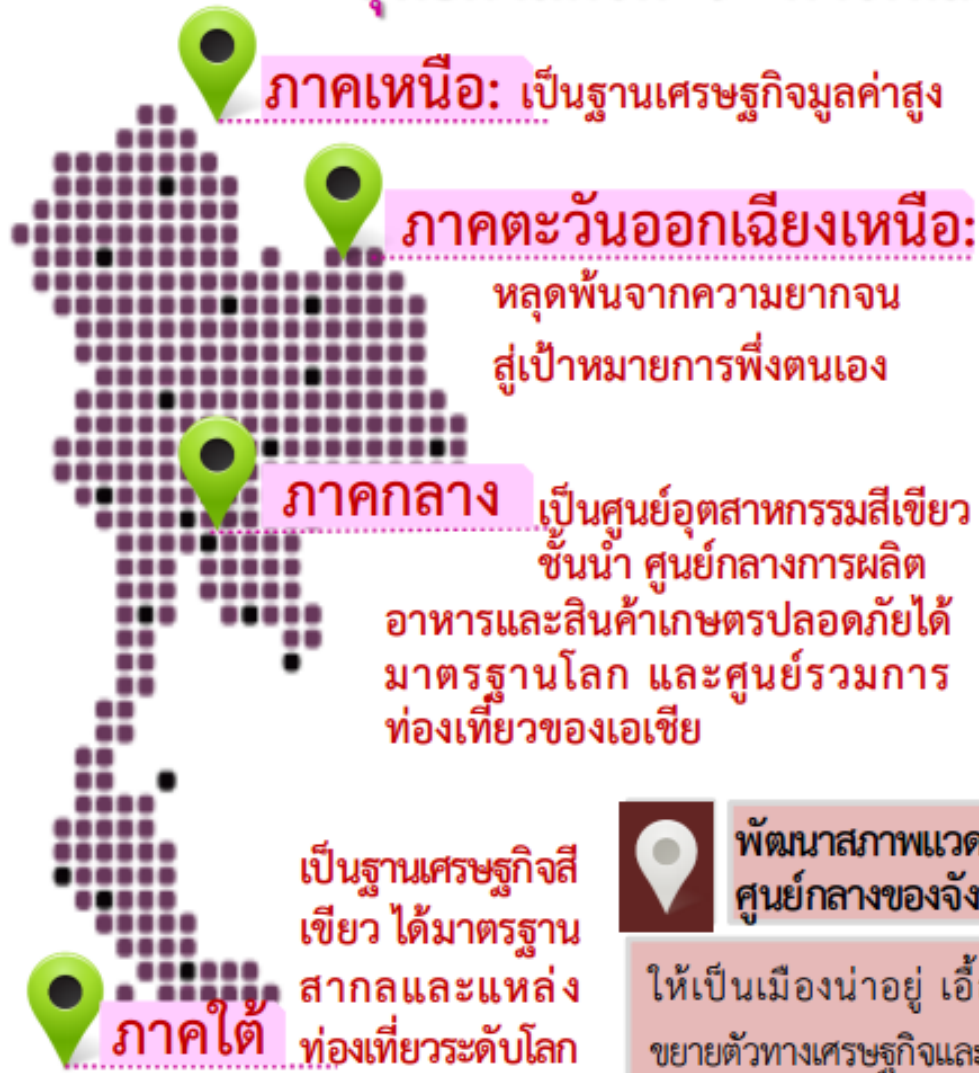 ภาคเหนือ: เป็นฐานเศรษฐกิจมูลค่าสูง
ภาคตะวันออกเฉียงเหนือ:
หลุดพ้นจากความยากจน
สู่เป้าหมายการพึ่งตนเอง
ภาคกลาง เป็นศูนย์อุตสาหกรรมสีเขียว
ชั้นนำ ศูนย์กลางการผลิต
อาหารและสินค้าเกษตรปลอดภัยได้
มาตรฐานโลก และศูนย์รวมการ
ท่องเที่ยวของเอเชีย
เป็นฐานเศรษฐกิจสี
เขียว ได้มาตรฐาน
สากลและแหล่ง
ภาคใต้ ท่องเที่ยวระดับโลก
พัฒนาสภาพแวด
ศูนย์กลางของจัง
ให้เป็นเมืองน่าอยู่ เอื้
ขยายตัวทางเศรษฐกิจและ